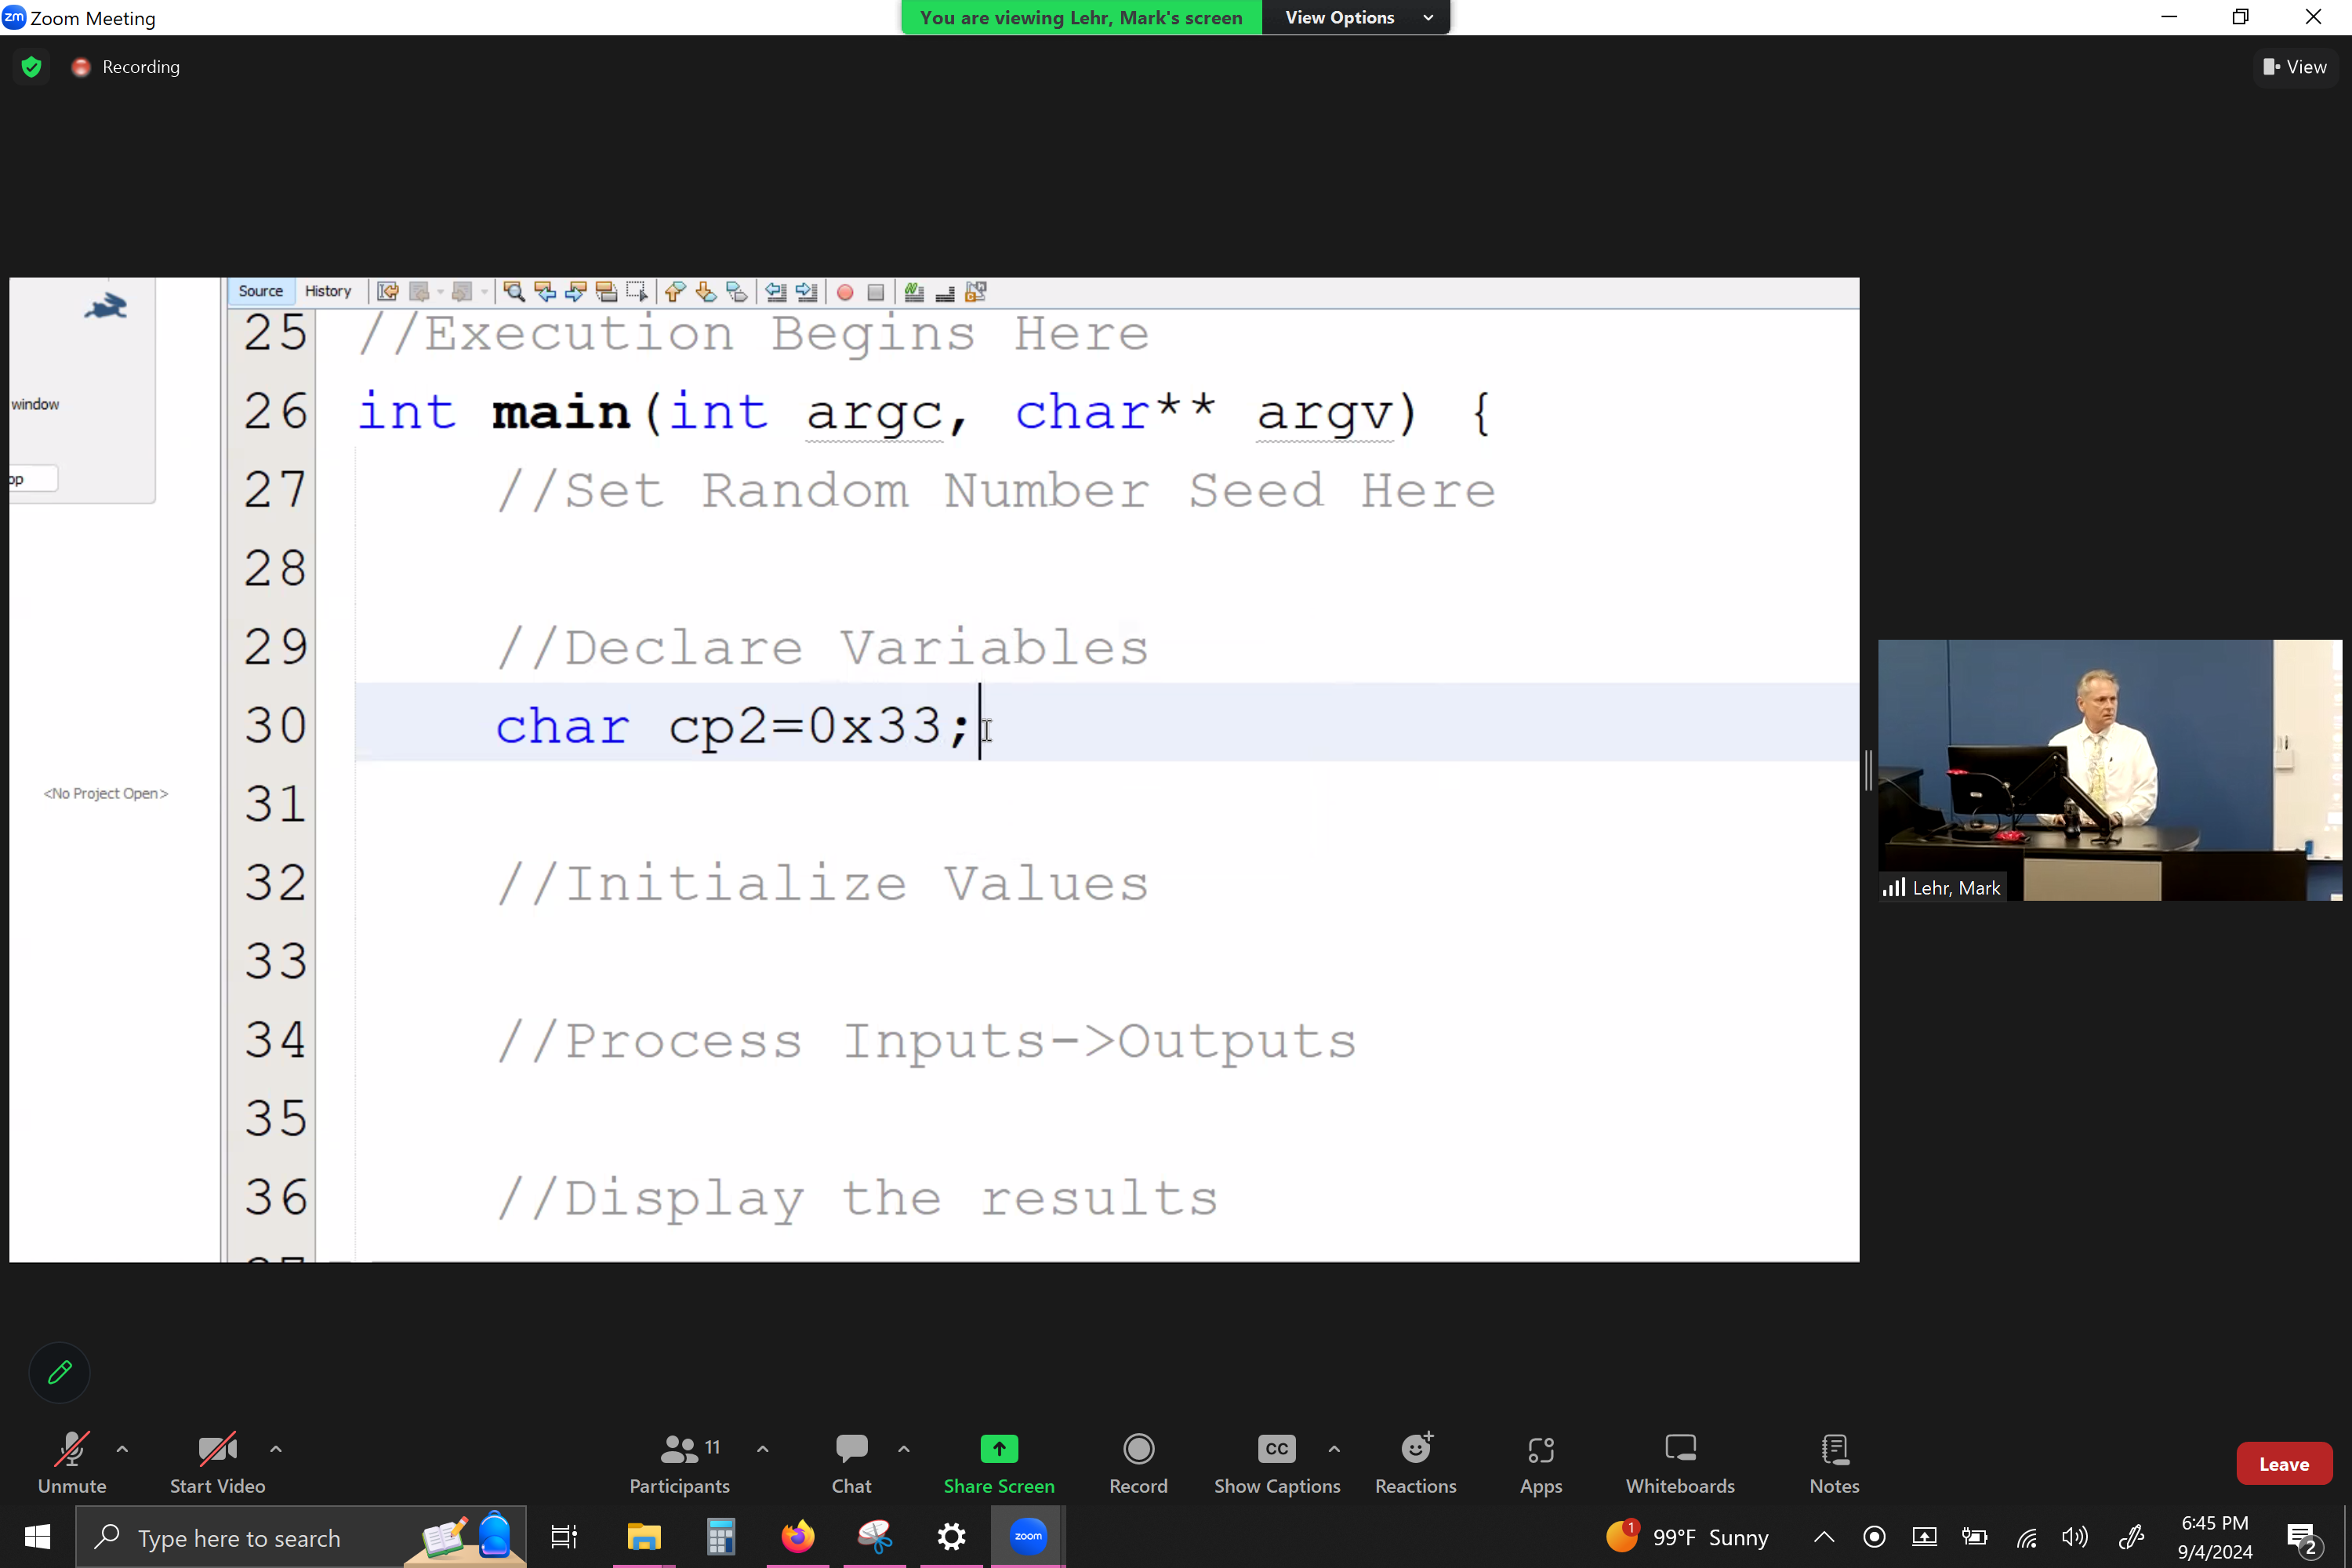 zm Zoom Meeting
You are viewing Lehr, Mark's screen View Options
Recording
View
Source History
window
op
<No Project Open>
25 //Execution Begins Here
26 int main(int argc, char** argv) {
27 //Set Random Number Seed Here
28
29 //Declare Variables
30 char cp2=0x33;
31
32 //Initialize Values
33
34 //Process Inputs->Outputs
35
36 //Display the results
Lehr, Mark
11
CC
Unmute Start Video Participants Chat Share Screen Record Show Captions Reactions Apps Whiteboards Notes Leave
Type here to search
zoom
1
99°F Sunny
6:45 PM
9/4/2024
2